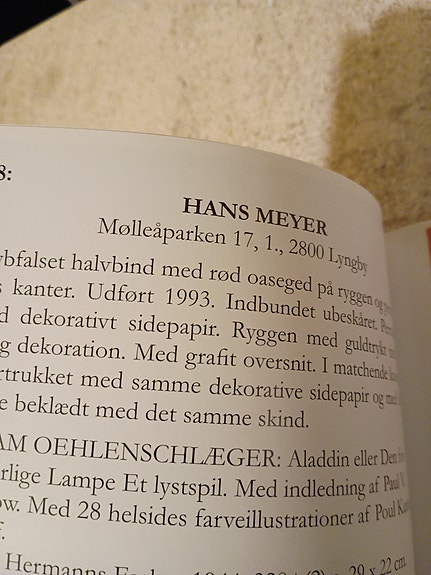 8:
HANS MEYER
Mølleåparken 17, 1., 2800 Lyngby
bfalset halvbind med rød oaseged på ryggen og
s kanter. Udført 1993. Indbundet ubeskåret.
d dekorativt sidepapir. Ryggen med guldtryk
g dekoration. Med grafit oversnit. I matchende
rtrukket med samme dekorative sidepapir og
e beklædt med det samme skind.
AM OEHLENSCHLÆGER: Aladdin eller Den
rlige Lampe Et lystspil. Med indledning af Paul V.
ow. Med 28 helsides farveillustrationer af Poul
f.
Hermanns